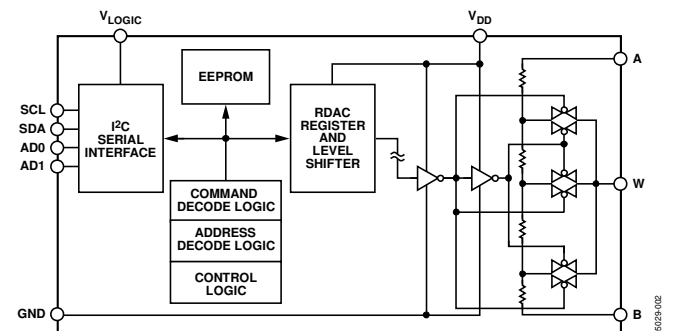 VLOGIC
VDD
A
EEPROM
SCL
SDA
AD0
AD1
I2C
SERIAL
INTERFACE
RDAC
REGISTER
AND
LEVEL
SHIFTER
COMMAND
DECODE LOGIC
ADDRESS
DECODE LOGIC
CONTROL
LOGIC
W
GND
B
5029-002